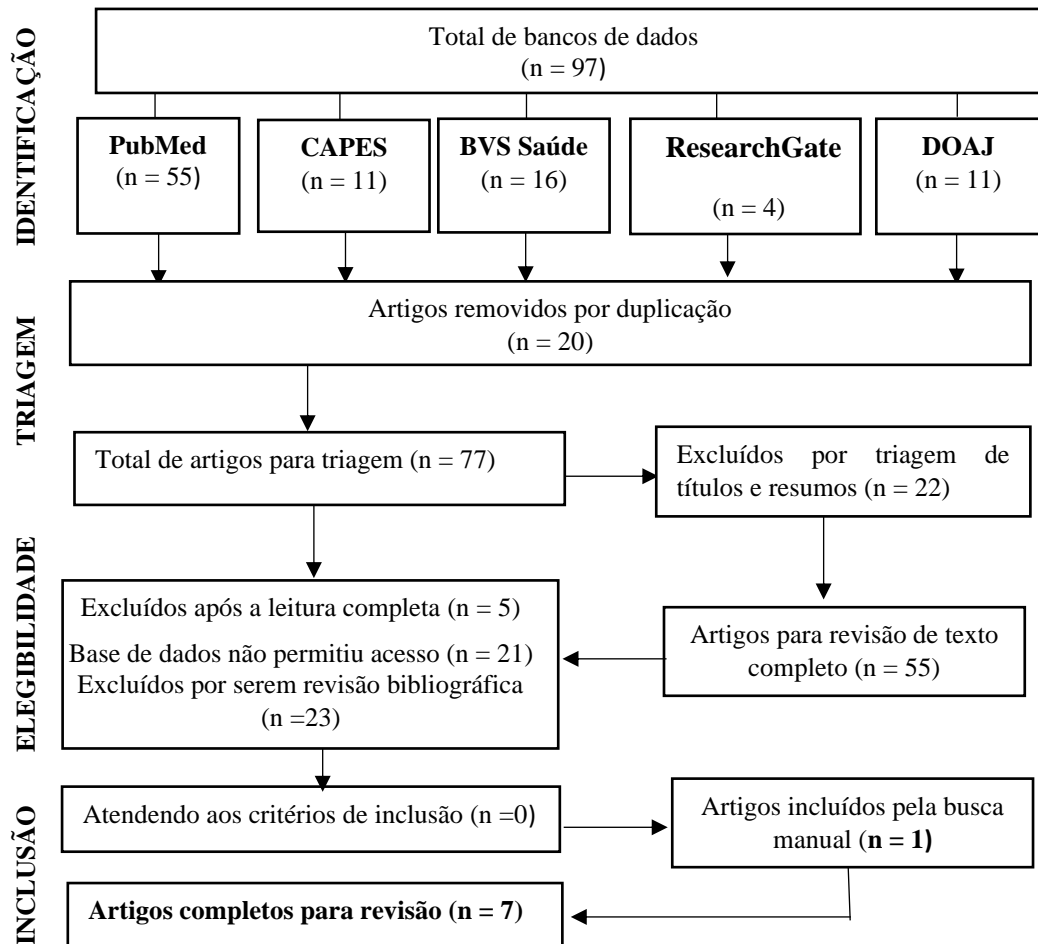 IDENTIFICAÇÃO
Total de bancos de dados
(n = 97)
PubMed
(n = 55)
CAPES
(n = 11)
BVS Saúde
(n = 16)
ResearchGate
(n = 4)
DOAJ
(n = 11)
TRIAGEM
Artigos removidos por duplicação
(n = 20)
Total de artigos para triagem (n = 77)
Excluídos por triagem de
títulos e resumos (n = 22)
ELEGIBILIDADE
Excluídos após a leitura completa (n = 5)
Base de dados não permitiu acesso (n = 21)
Excluídos por serem revisão bibliográfica
(n =23)
Artigos para revisão de texto
completo (n = 55)
INCLUSÃO
Atendendo aos critérios de inclusão (n =0)
Artigos incluídos pela busca
manual (n = 1)
Artigos completos para revisão (n = 7)